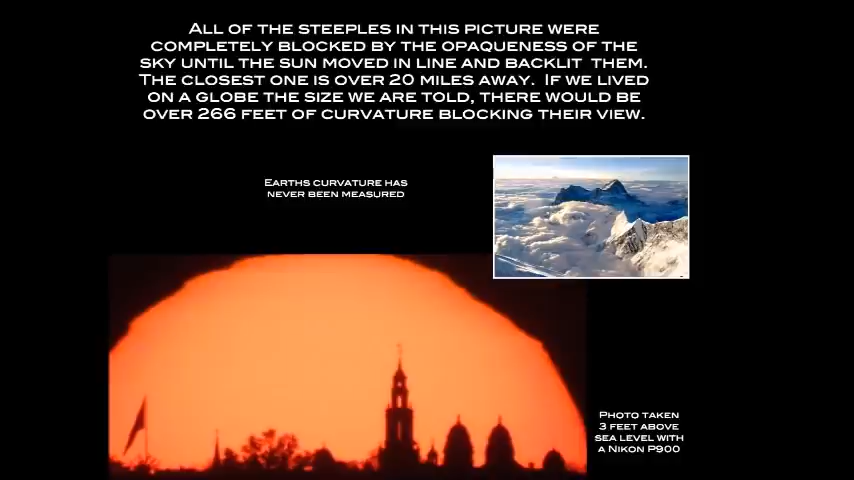 All of the steeples in this picture were
completely blocked by the opaqueness of the
sky until the sun moved in line and backlit them.
The closest one is over 20 miles away. If we lived
on a globe the size we are told, there would be
over 266 feet of curvature blocking their view.
Earths curvature has
never been measured
Photo taken
3 feet above
sea level with
a Nikon P900